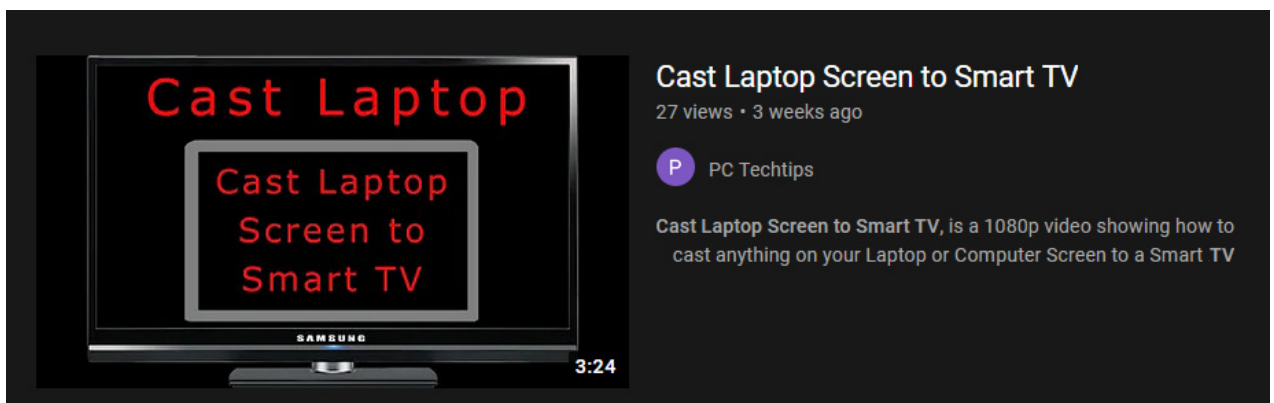 Cast Laptop
Cast Laptop
Screen to
Smart TV
SAMSUNG
3:24
Cast Laptop Screen to Smart TV
27 views • 3 weeks ago
P
PC Techtips
Cast Laptop Screen to Smart TV, is a 1080p video showing how to
cast anything on your Laptop or Computer Screen to a Smart TV